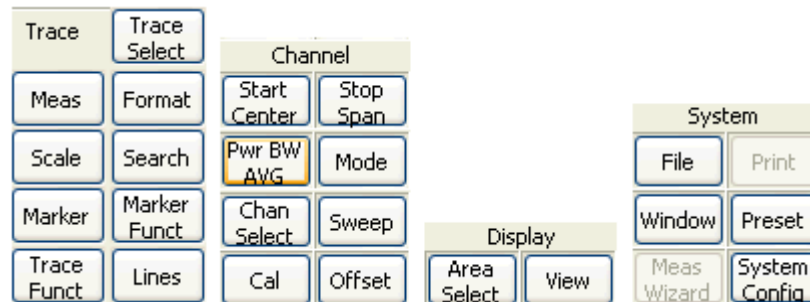 Trace
Trace
Select
Meas
Format
Scale
Search
Marker
Marker
Funct
Trace
Funct
Lines
Channel
Start
Center
Stop
Span
Pwr BW
AVG
Mode
Chan
Select
Sweep
Cal
Offset
Display
Area
Select
View
System
File
Print
Window
Preset
Meas
Wizard
System
Config